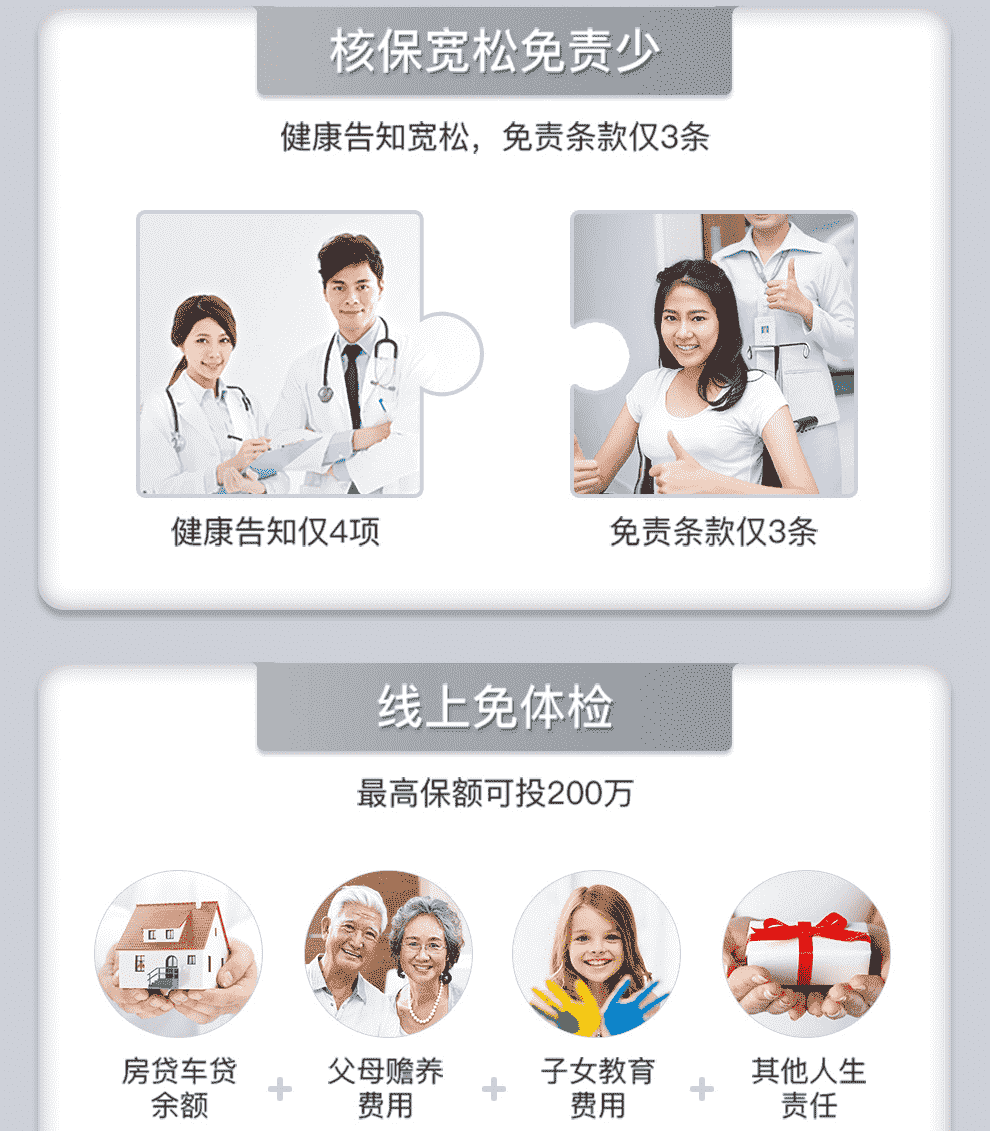 核保宽松免责少
健康告知宽松，免责条款仅3条
健康告知仅4项
免责条款仅3条
线上免体检
最高保额可投200万
房贷车贷
余额
+
父母赡养
费用
+
子女教育
费用
+
其他人生
责任